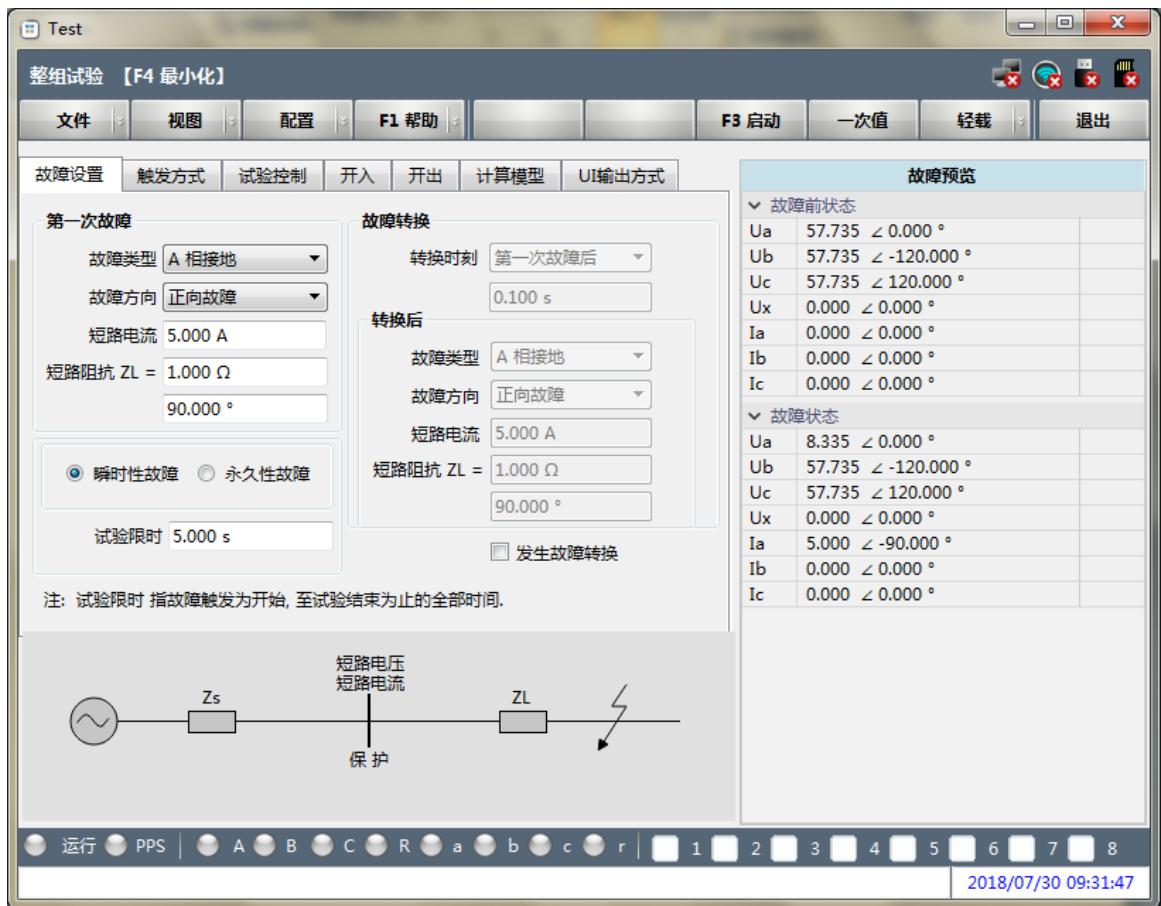 Test
整组试验 【F4 最小化】
文件 视图 配置 F1 帮助 F3 启动 一次值 轻载 退出
故障设置 触发方式 试验控制 开入 开出 计算模型 UI输出方式
第一次故障
故障类型 A 相接地
故障方向 正向故障
短路电流 5.000 A
短路阻抗 ZL = 1.000 Ω
90.000 °
瞬时性故障 永久性故障
试验限时 5.000 s
故障转换
转换时刻 第一次故障后
0.100 s
转换后
故障类型 A 相接地
故障方向 正向故障
短路电流 5.000 A
短路阻抗 ZL = 1.000 Ω
90.000 °
发生故障转换
注: 试验限时 指故障触发为开始, 至试验结束为止的全部时间.
短路电压
短路电流
Zs ZL
保 护
故障预览
故障前状态
Ua 57.735 ∠ 0.000 °
Ub 57.735 ∠ -120.000 °
Uc 57.735 ∠ 120.000 °
Ux 0.000 ∠ 0.000 °
Ia 0.000 ∠ 0.000 °
Ib 0.000 ∠ 0.000 °
Ic 0.000 ∠ 0.000 °
故障状态
Ua 8.335 ∠ 0.000 °
Ub 57.735 ∠ -120.000 °
Uc 57.735 ∠ 120.000 °
Ux 0.000 ∠ 0.000 °
Ia 5.000 ∠ -90.000 °
Ib 0.000 ∠ 0.000 °
Ic 0.000 ∠ 0.000 °
运行 PPS A B C R a b c r 1 2 3 4 5 6 7 8
2018/07/30 09:31:47